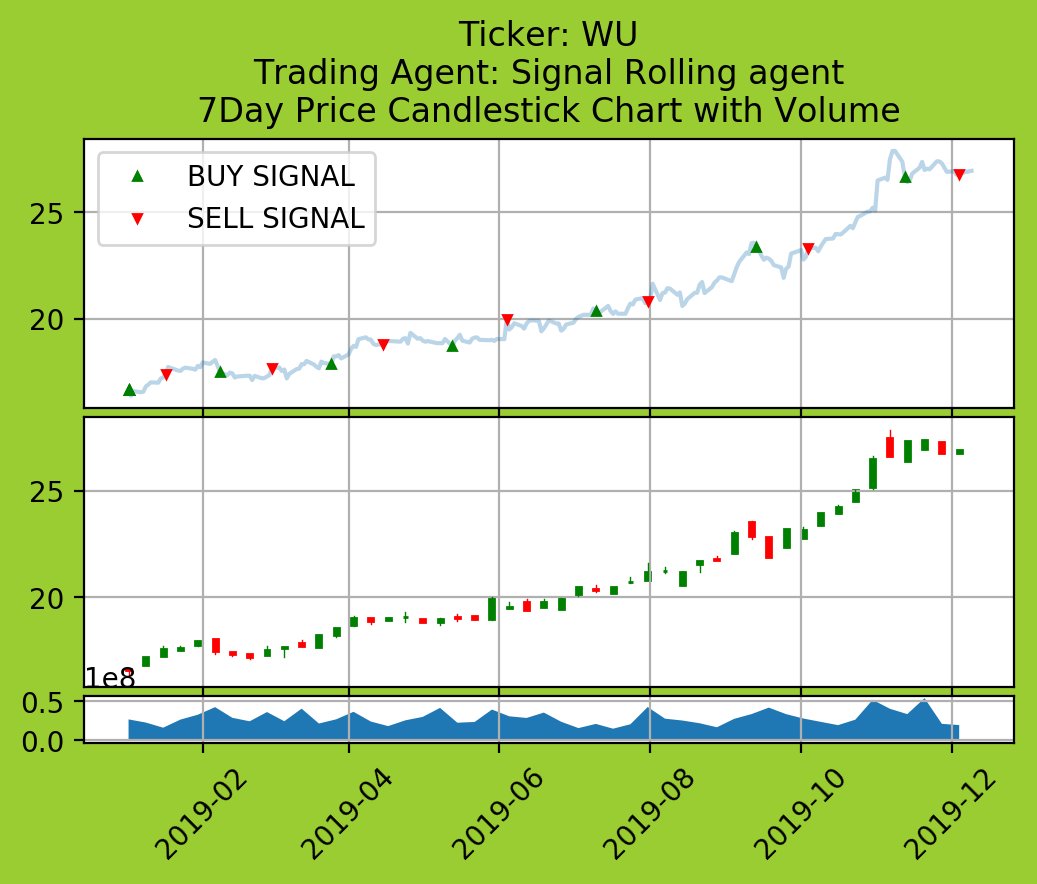 Ticker: WU
Trading Agent: Signal Rolling agent
7Day Price Candlestick Chart with Volume
BUY SIGNAL
SELL SIGNAL
25
20
25
20
1e8
0.5
0.0
2019-02
2019-04
2019-06
2019-08
2019-10
2019-12